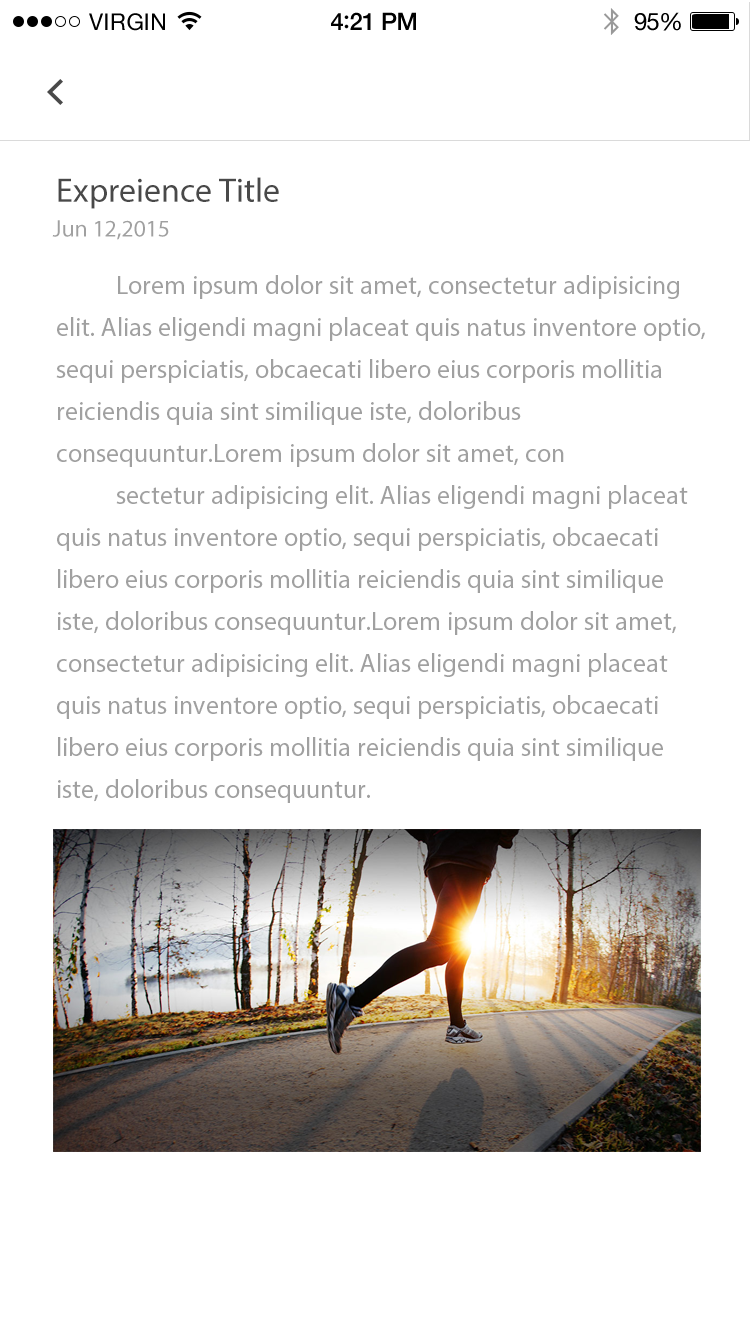 VIRGIN 4:21 PM 95%
Expreience Title
Jun 12,2015
Lorem ipsum dolor sit amet, consectetur adipisicing
elit. Alias eligendi magni placeat quis natus inventore optio,
sequi perspiciatis, obcaecati libero eius corporis mollitia
reiciendis quia sint similique iste, doloribus
consequuntur.Lorem ipsum dolor sit amet, con
sectetur adipisicing elit. Alias eligendi magni placeat
quis natus inventore optio, sequi perspiciatis, obcaecati
libero eius corporis mollitia reiciendis quia sint similique
iste, doloribus consequuntur.Lorem ipsum dolor sit amet,
consectetur adipisicing elit. Alias eligendi magni placeat
quis natus inventore optio, sequi perspiciatis, obcaecati
libero eius corporis mollitia reiciendis quia sint similique
iste, doloribus consequuntur.